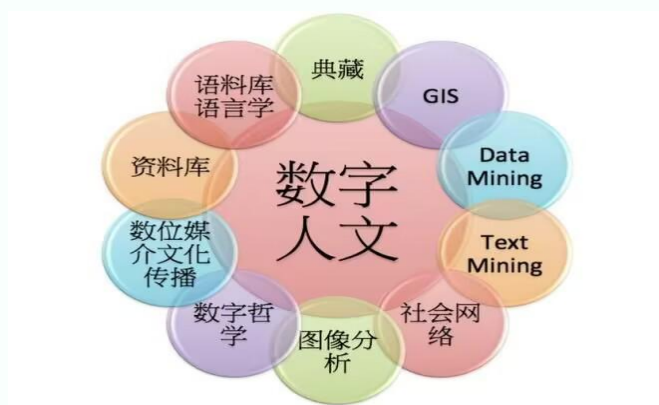 数字
人文
典藏
GIS
Data
Mining
Text
Mining
社会网
络
图像分
析
数字哲
学
数位媒
介文化
传播
资料库
语料库
语言学